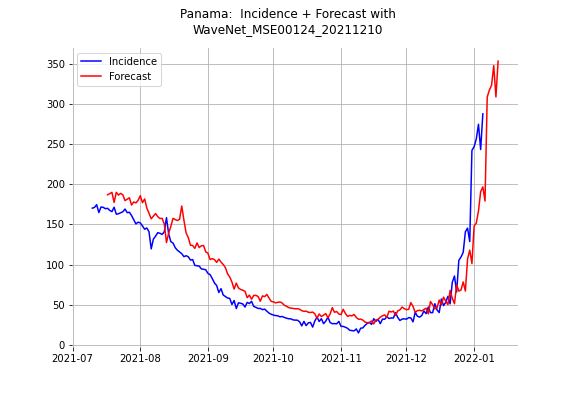 Panama:  Incidence + Forecast with
WaveNet_MSE00124_20211210
Incidence
Forecast
350
300
250
200
150
100
50
0
2021-07 2021-08 2021-09 2021-10 2021-11 2021-12 2022-01